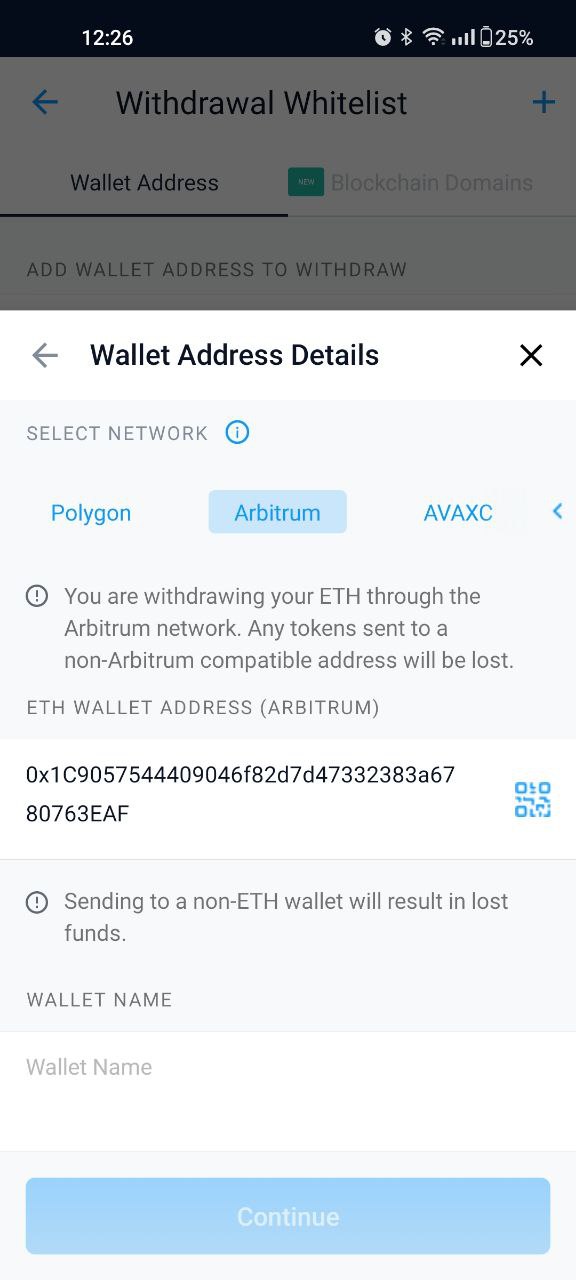 12:26
25%
Withdrawal Whitelist
Wallet Address
NEW Blockchain Domains
ADD WALLET ADDRESS TO WITHDRAW
Wallet Address Details
SELECT NETWORK
Polygon
Arbitrum
AVAXC
You are withdrawing your ETH through the
Arbitrum network. Any tokens sent to a
non-Arbitrum compatible address will be lost.
ETH WALLET ADDRESS (ARBITRUM)
0x1C9057544409046f82d7d47332383a67
80763EAF
Sending to a non-ETH wallet will result in lost
funds.
WALLET NAME
Wallet Name
Continue